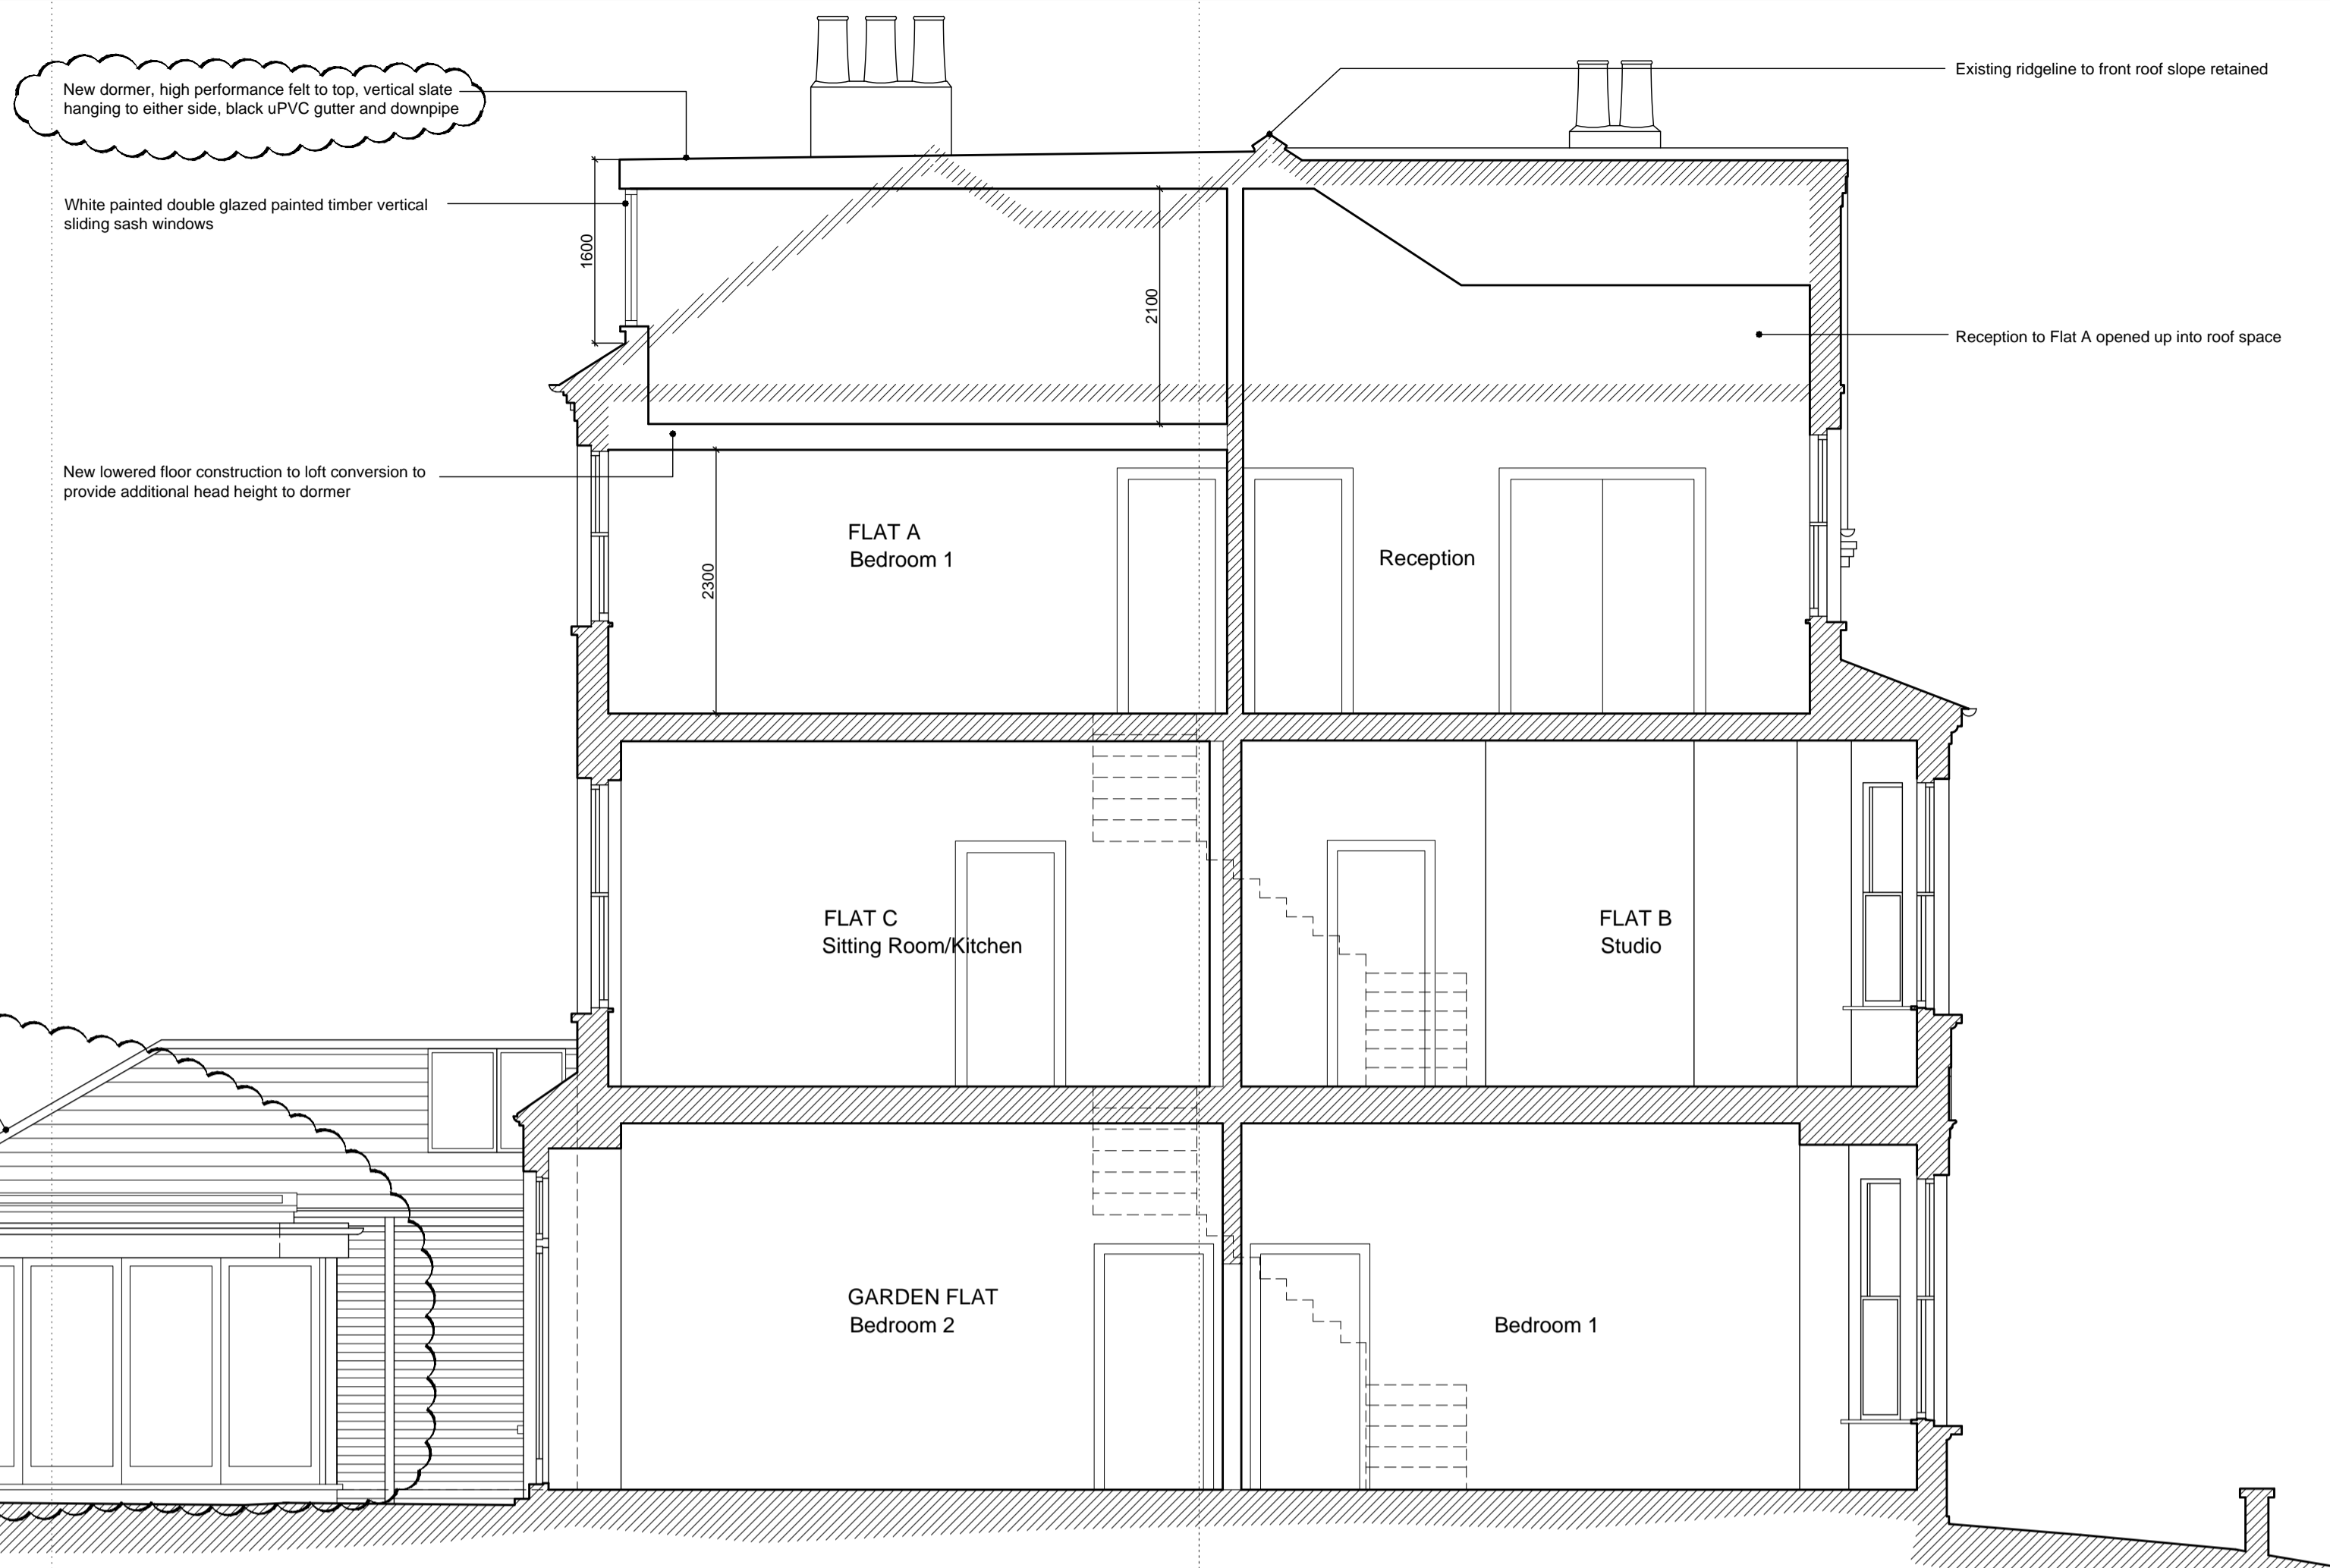 New dormer, high performance felt to top, vertical slate
hanging to either side, black uPVC gutter and downpipe
Existing ridgeline to front roof slope retained
White painted double glazed painted timber vertical
sliding sash windows
1600
2100
Reception to Flat A opened up into roof space
New lowered floor construction to loft conversion to
provide additional head height to dormer
2300
FLAT A
Bedroom 1
Reception
FLAT C
Sitting Room/Kitchen
FLAT B
Studio
GARDEN FLAT
Bedroom 2
Bedroom 1